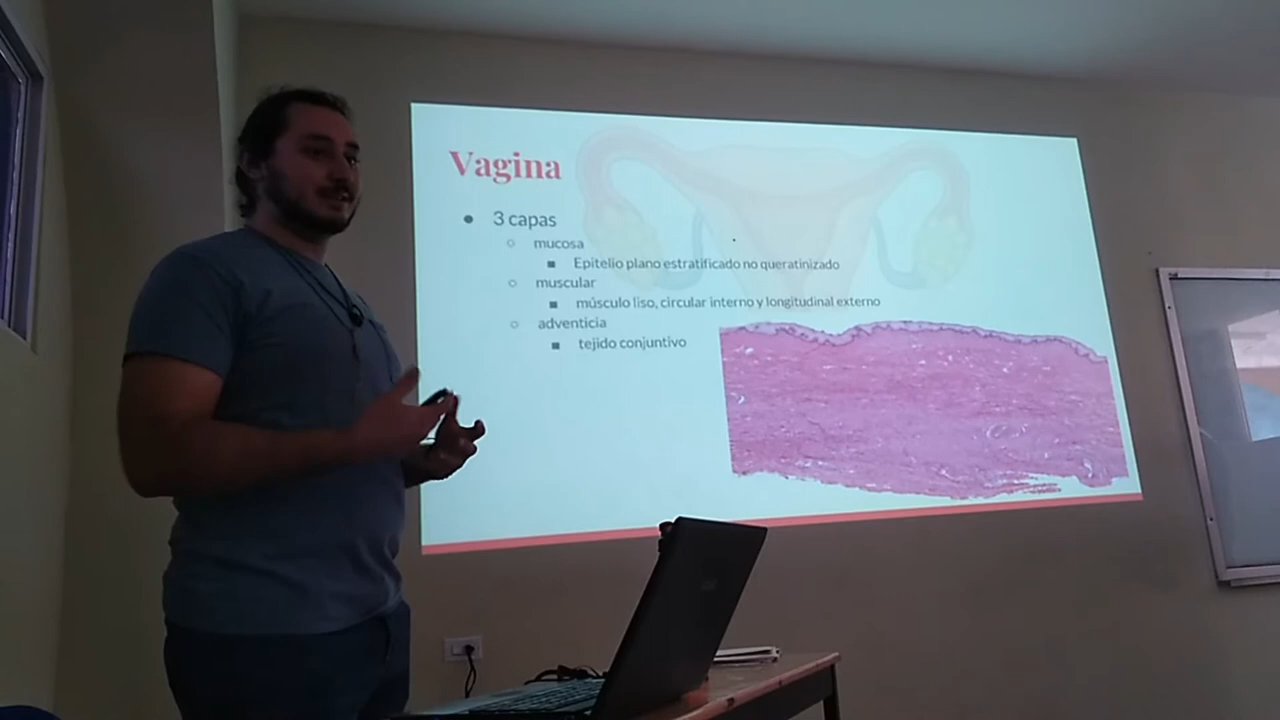 Vagina
3 capas
mucosa
Epitelio plano estratificado no queratinizado
muscular
músculo liso, circular interno y longitudinal externo
adventicia
tejido conjuntivo